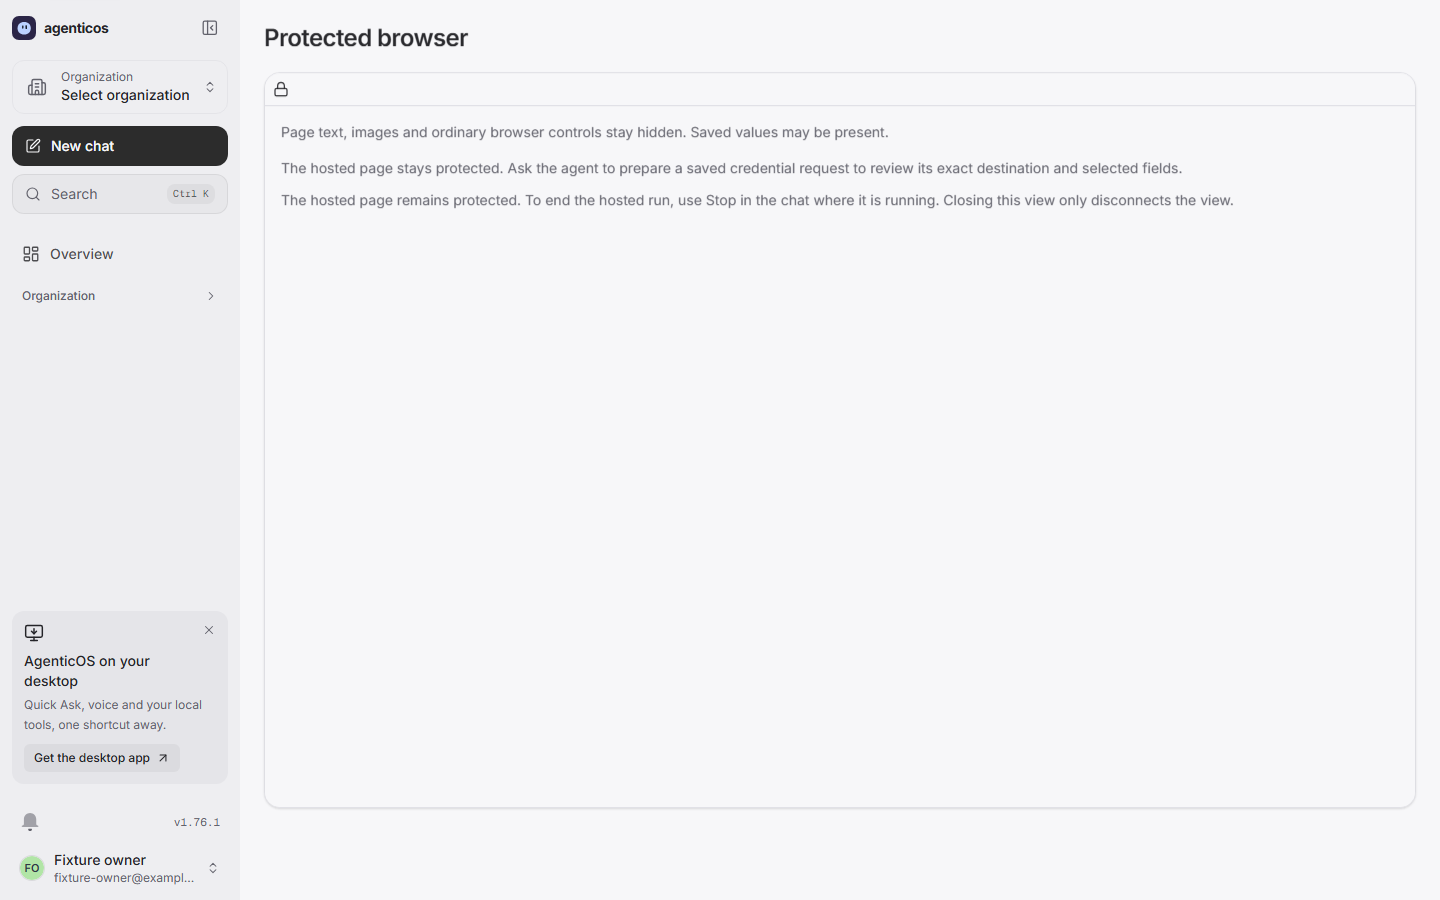 agenticos
Organization
Select organization
New chat
Search
Ctrl K
Overview
Organization
AgenticOS on your
desktop
Quick Ask, voice and your local
tools, one shortcut away.
Get the desktop app
v1.76.1
FO
Fixture owner
fixture-owner@exampl...
Protected browser
Page text, images and ordinary browser controls stay hidden. Saved values may be present.
The hosted page stays protected. Ask the agent to prepare a saved credential request to review its exact destination and selected fields.
The hosted page remains protected. To end the hosted run, use Stop in the chat where it is running. Closing this view only disconnects the view.